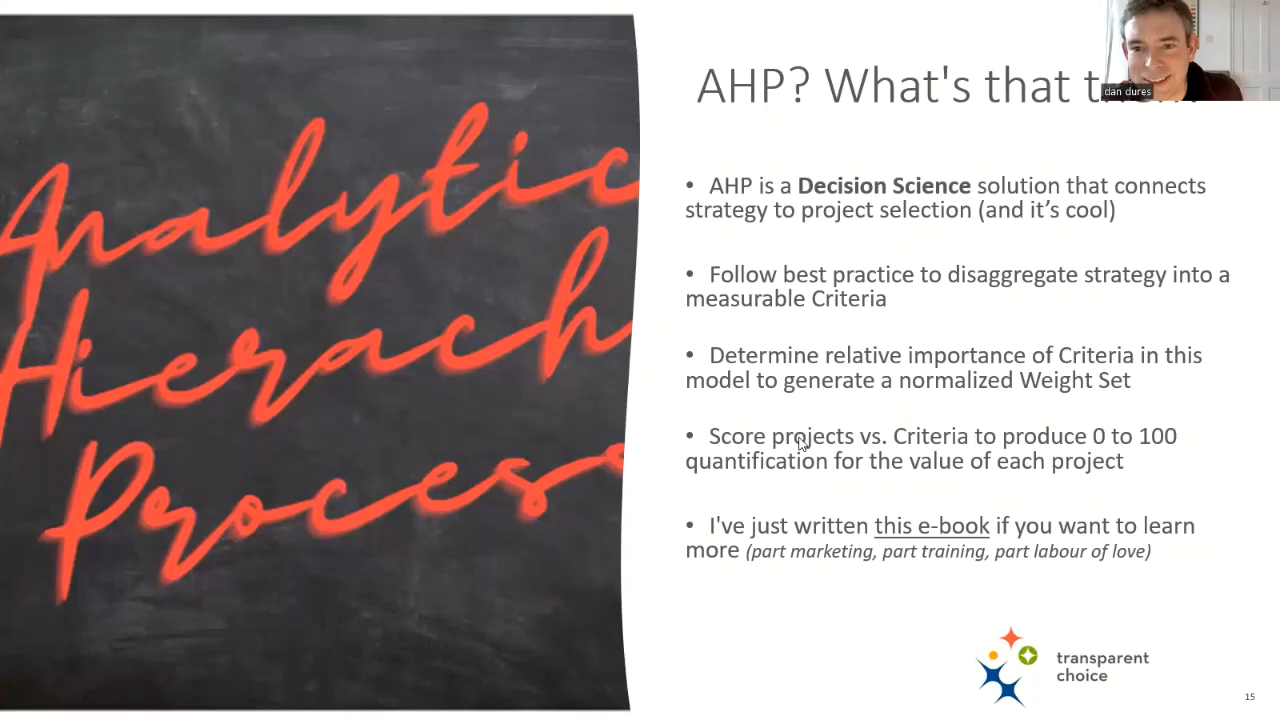 Analytic
Hierach
Process
AHP? What's that
dan dures
• AHP is a Decision Science solution that connects
strategy to project selection (and it's cool)
• Follow best practice to disaggregate strategy into a
measurable Criteria
• Determine relative importance of Criteria in this
model to generate a normalized Weight Set
• Score projects vs. Criteria to produce 0 to 100
quantification for the value of each project
• I've just written this e-book if you want to learn
more (part marketing, part training, part labour of love)
transparent
choice
15